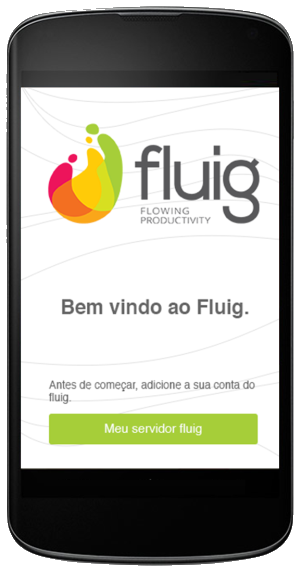 fluig
FLOWING
PRODUCTIVITY
Bem vindo ao Fluig.
Antes de começar, adicione a sua conta do
fluig.
Meu servidor fluig